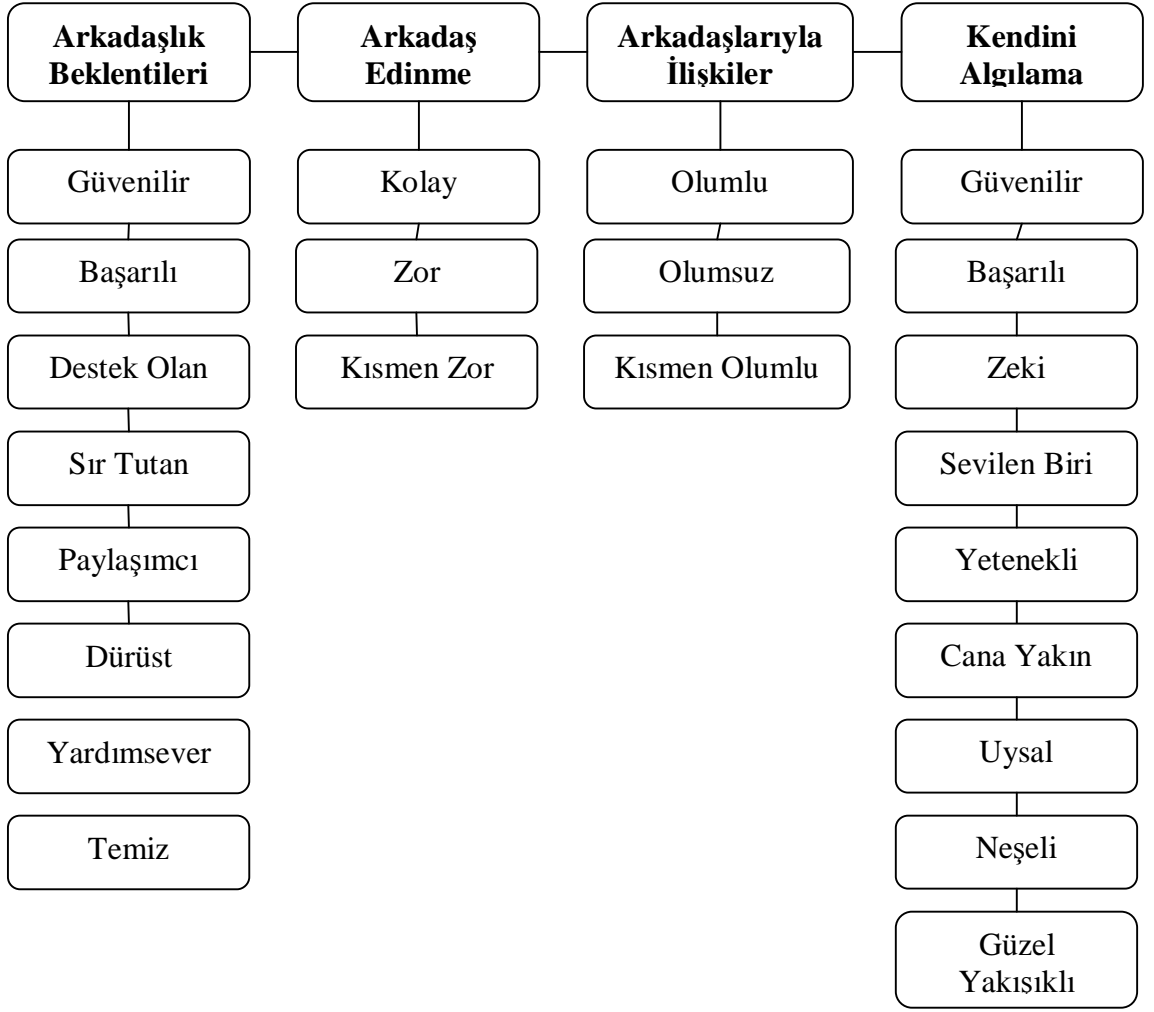 Arkadaşlık
Beklentileri
Arkadaş
Edinme
Arkadaşlarıyla
İlişkiler
Kendini
Algılama
Güvenilir
Başarılı
Destek Olan
Sır Tutan
Paylaşımcı
Dürüst
Yardımsever
Temiz
Kolay
Zor
Kısmen Zor
Olumlu
Olumsuz
Kısmen Olumlu
Güvenilir
Başarılı
Zeki
Sevilen Biri
Yetenekli
Cana Yakın
Uysal
Neşeli
Güzel
Yakışıklı